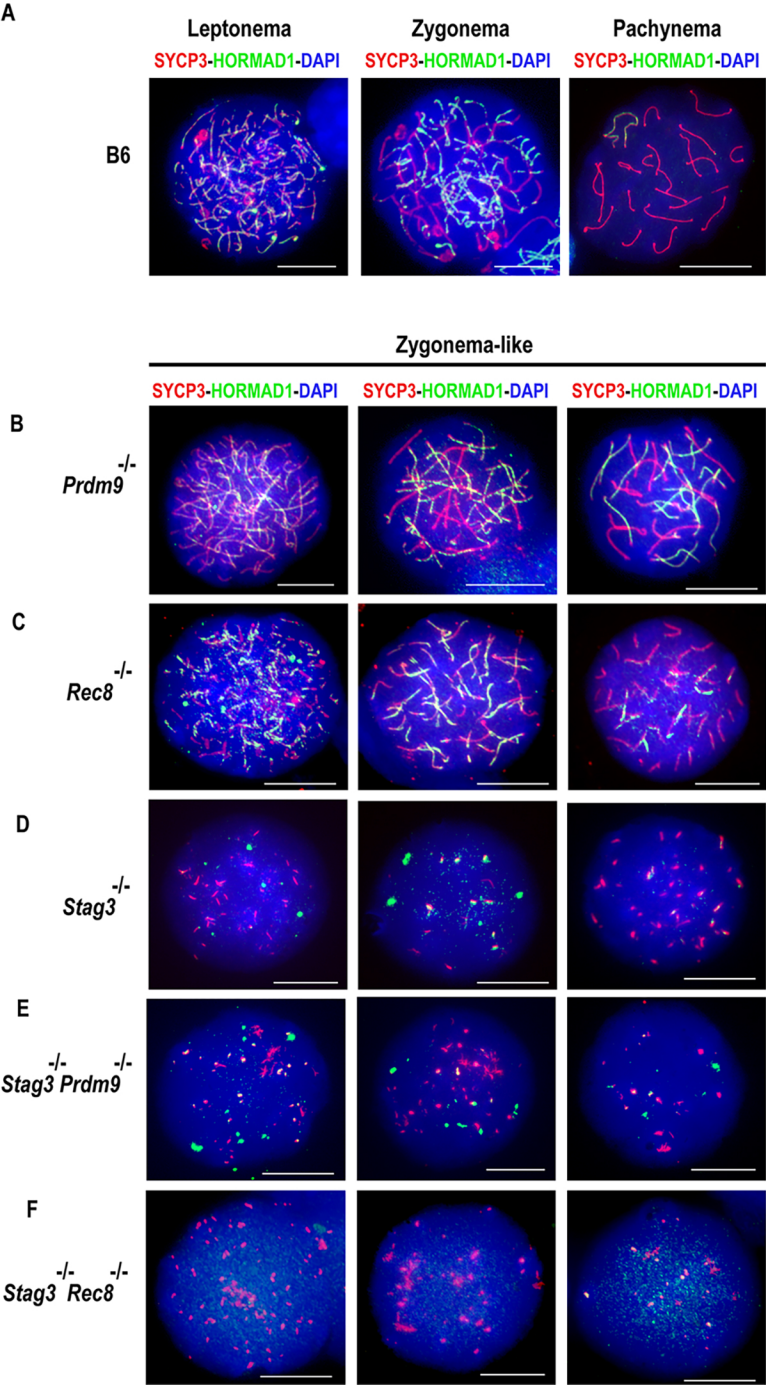 A
Leptonema Zygonema Pachynema
SYCP3-HORMAD1-DAPI SYCP3-HORMAD1-DAPI SYCP3-HORMAD1-DAPI
B6
Zygonema-like
SYCP3-HORMAD1-DAPI SYCP3-HORMAD1-DAPI SYCP3-HORMAD1-DAPI
B
Prdm9-/-
C
Rec8-/-
D
Stag3-/-
E
Stag3-/-Prdm9-/-
F
Stag3-/-Rec8-/-